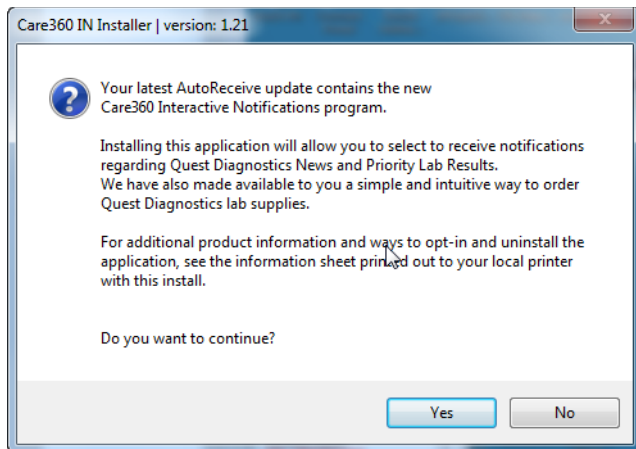 Care360 IN Installer | version: 1.21
Your latest AutoReceive update contains the new
Care360 Interactive Notifications program.
Installing this application will allow you to select to receive notifications
regarding Quest Diagnostics News and Priority Lab Results.
We have also made available to you a simple and intuitive way to order
Quest Diagnostics lab supplies.
For additional product information and ways to opt-in and uninstall the
application, see the information sheet printed out to your local printer
with this install.
Do you want to continue?
Yes
No